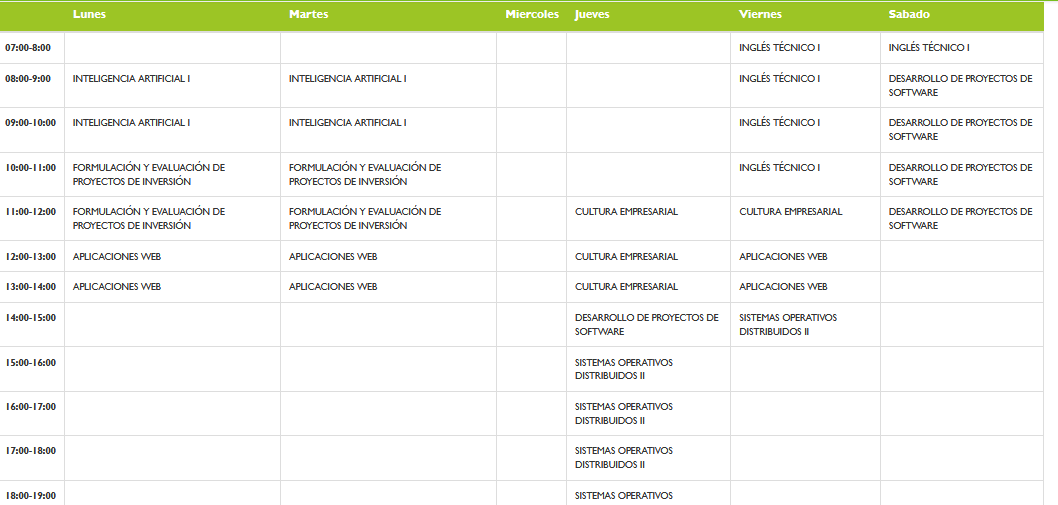 Lunes Martes Miercoles Jueves Viernes Sabado
07:00-8:00 INGLÉS TÉCNICO I INGLÉS TÉCNICO I
08:00-9:00 INTELIGENCIA ARTIFICIAL I INTELIGENCIA ARTIFICIAL I INGLÉS TÉCNICO I DESARROLLO DE PROYECTOS DE
SOFTWARE
09:00-10:00 INTELIGENCIA ARTIFICIAL I INTELIGENCIA ARTIFICIAL I INGLÉS TÉCNICO I DESARROLLO DE PROYECTOS DE
SOFTWARE
10:00-11:00 FORMULACIÓN Y EVALUACIÓN DE FORMULACIÓN Y EVALUACIÓN DE INGLÉS TÉCNICO I DESARROLLO DE PROYECTOS DE
PROYECTOS DE INVERSIÓN PROYECTOS DE INVERSIÓN SOFTWARE
11:00-12:00 FORMULACIÓN Y EVALUACIÓN DE FORMULACIÓN Y EVALUACIÓN DE CULTURA EMPRESARIAL CULTURA EMPRESARIAL DESARROLLO DE PROYECTOS DE
PROYECTOS DE INVERSIÓN PROYECTOS DE INVERSIÓN SOFTWARE
12:00-13:00 APLICACIONES WEB APLICACIONES WEB CULTURA EMPRESARIAL APLICACIONES WEB
13:00-14:00 APLICACIONES WEB APLICACIONES WEB CULTURA EMPRESARIAL APLICACIONES WEB
14:00-15:00 DESARROLLO DE PROYECTOS DE SISTEMAS OPERATIVOS
SOFTWARE DISTRIBUIDOS II
15:00-16:00 SISTEMAS OPERATIVOS
DISTRIBUIDOS II
16:00-17:00 SISTEMAS OPERATIVOS
DISTRIBUIDOS II
17:00-18:00 SISTEMAS OPERATIVOS
DISTRIBUIDOS II
18:00-19:00 SISTEMAS OPERATIVOS